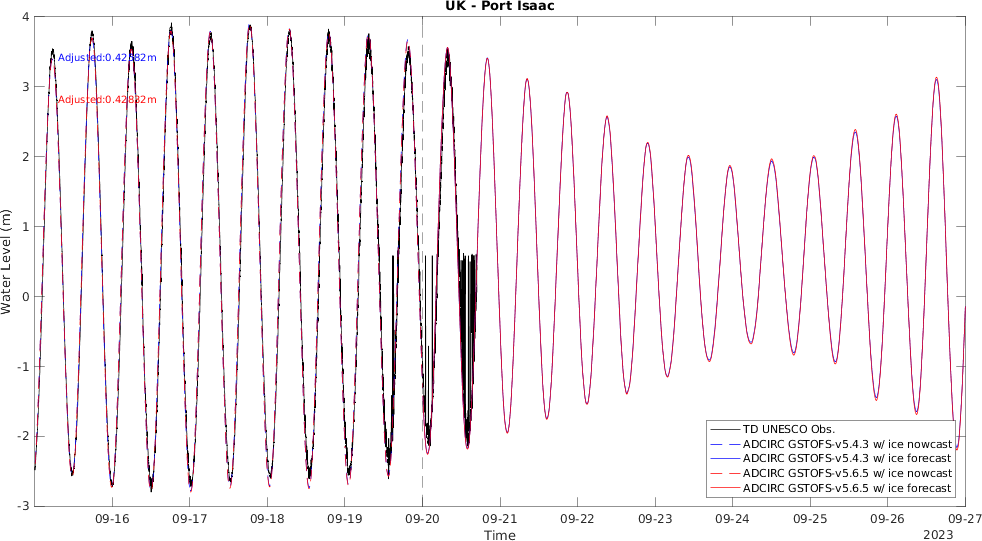 UK - Port Isaac
4
3
2
1
0
-1
-2
-3
Water Level (m)
Adjusted:0.42582m
Adjusted:0.42832m
TD UNESCO Obs.
ADCIRC GSTOFS-v5.4.3 w/ ice nowcast
ADCIRC GSTOFS-v5.4.3 w/ ice forecast
ADCIRC GSTOFS-v5.6.5 w/ ice nowcast
ADCIRC GSTOFS-v5.6.5 w/ ice forecast
09-16 09-17 09-18 09-19 09-20 09-21 09-22 09-23 09-24 09-25 09-26 09-27
Time
2023